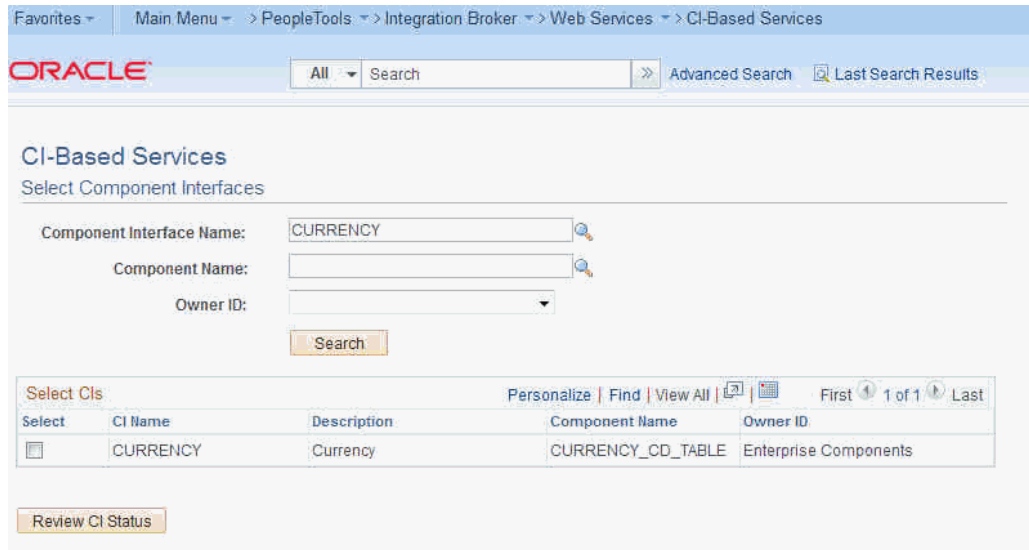 Favorites Main Menu > PeopleTools > Integration Broker > Web Services > CI-Based Services
ORACLE All Search Advanced Search Last Search Results
CI-Based Services
Select Component Interfaces
Component Interface Name: CURRENCY
Component Name:
Owner ID:
Search
Select CIs Personalize | Find | View All | | First 1 of 1 Last
Select CI Name Description Component Name Owner ID
CURRENCY Currency CURRENCY_CD_TABLE Enterprise Components
Review CI Status